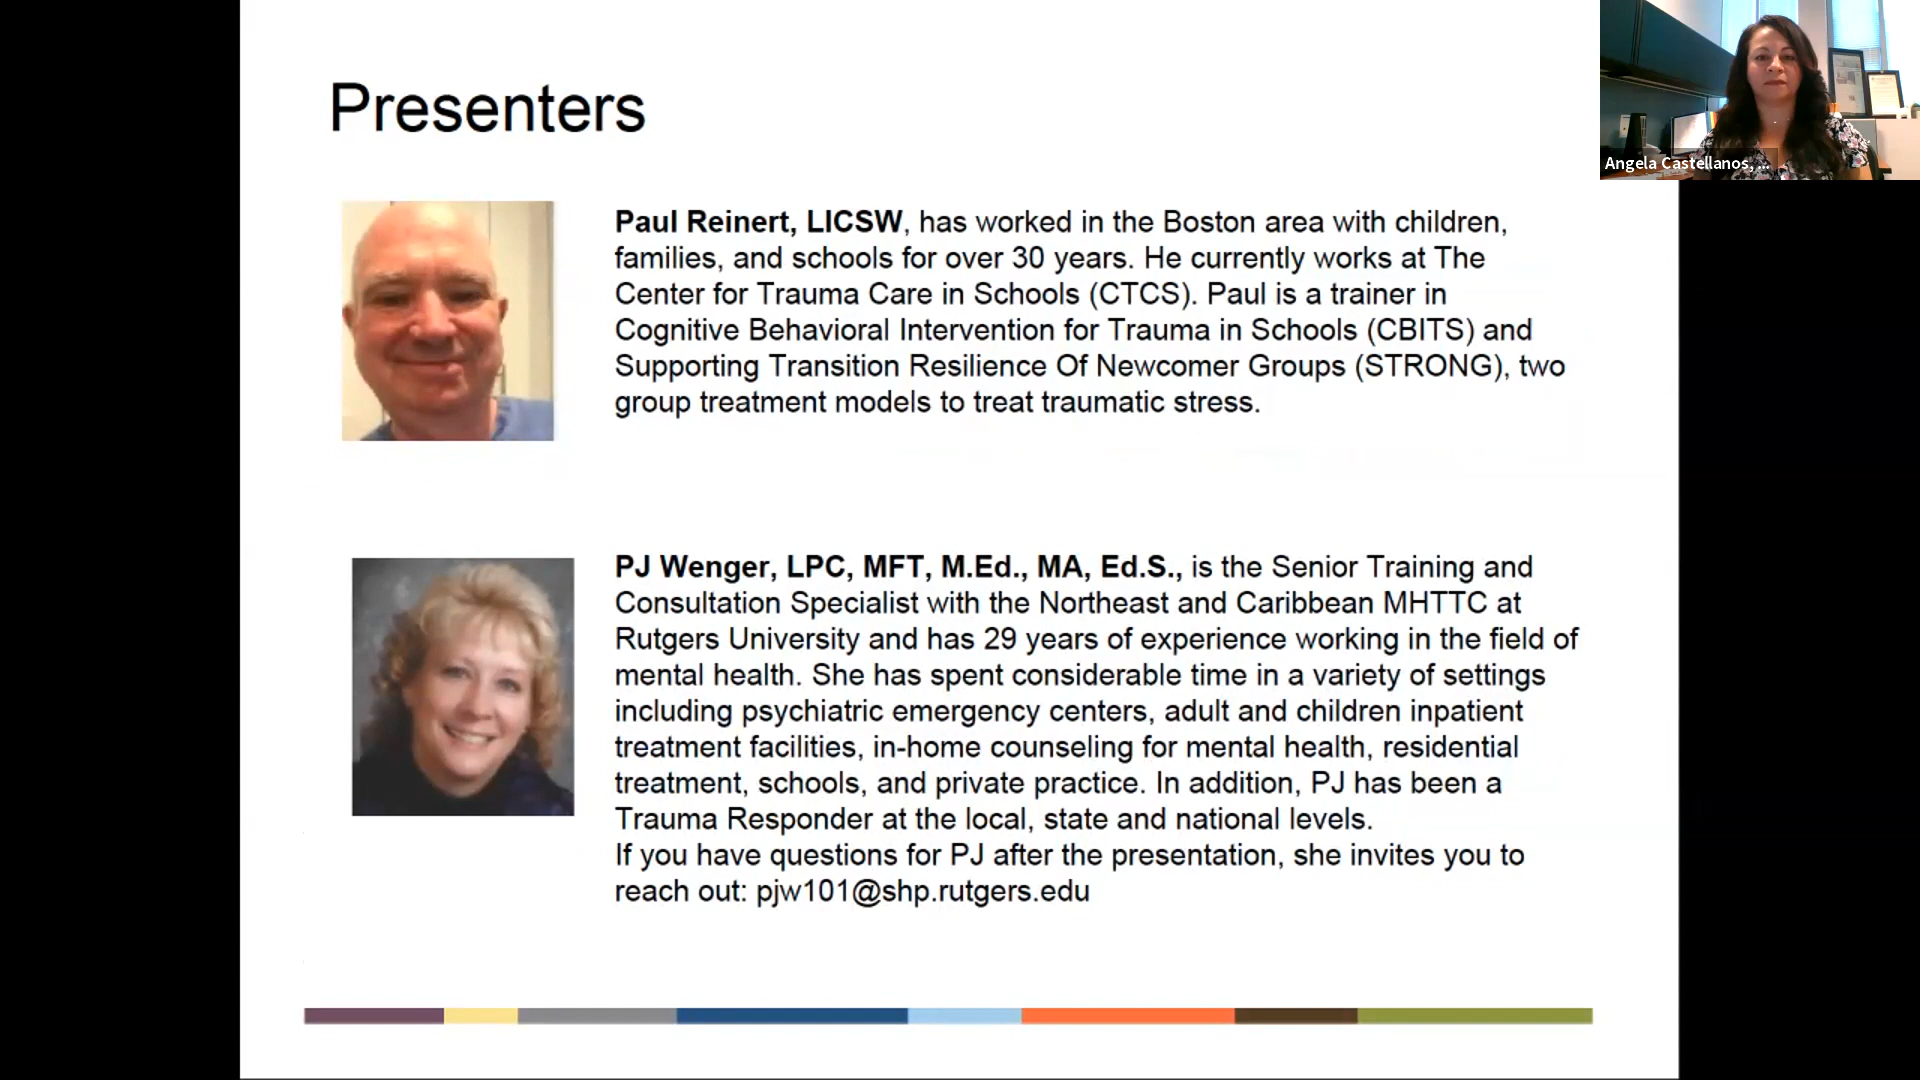 Presenters
Angela Castellanos, ...
Paul Reinert, LICSW, has worked in the Boston area with children,
families, and schools for over 30 years. He currently works at The
Center for Trauma Care in Schools (CTCS). Paul is a trainer in
Cognitive Behavioral Intervention for Trauma in Schools (CBITS) and
Supporting Transition Resilience Of Newcomer Groups (STRONG), two
group treatment models to treat traumatic stress.
PJ Wenger, LPC, MFT, M.Ed., MA, Ed.S., is the Senior Training and
Consultation Specialist with the Northeast and Caribbean MHTTC at
Rutgers University and has 29 years of experience working in the field of
mental health. She has spent considerable time in a variety of settings
including psychiatric emergency centers, adult and children inpatient
treatment facilities, in-home counseling for mental health, residential
treatment, schools, and private practice. In addition, PJ has been a
Trauma Responder at the local, state and national levels.
If you have questions for PJ after the presentation, she invites you to
reach out: pjw101@shp.rutgers.edu